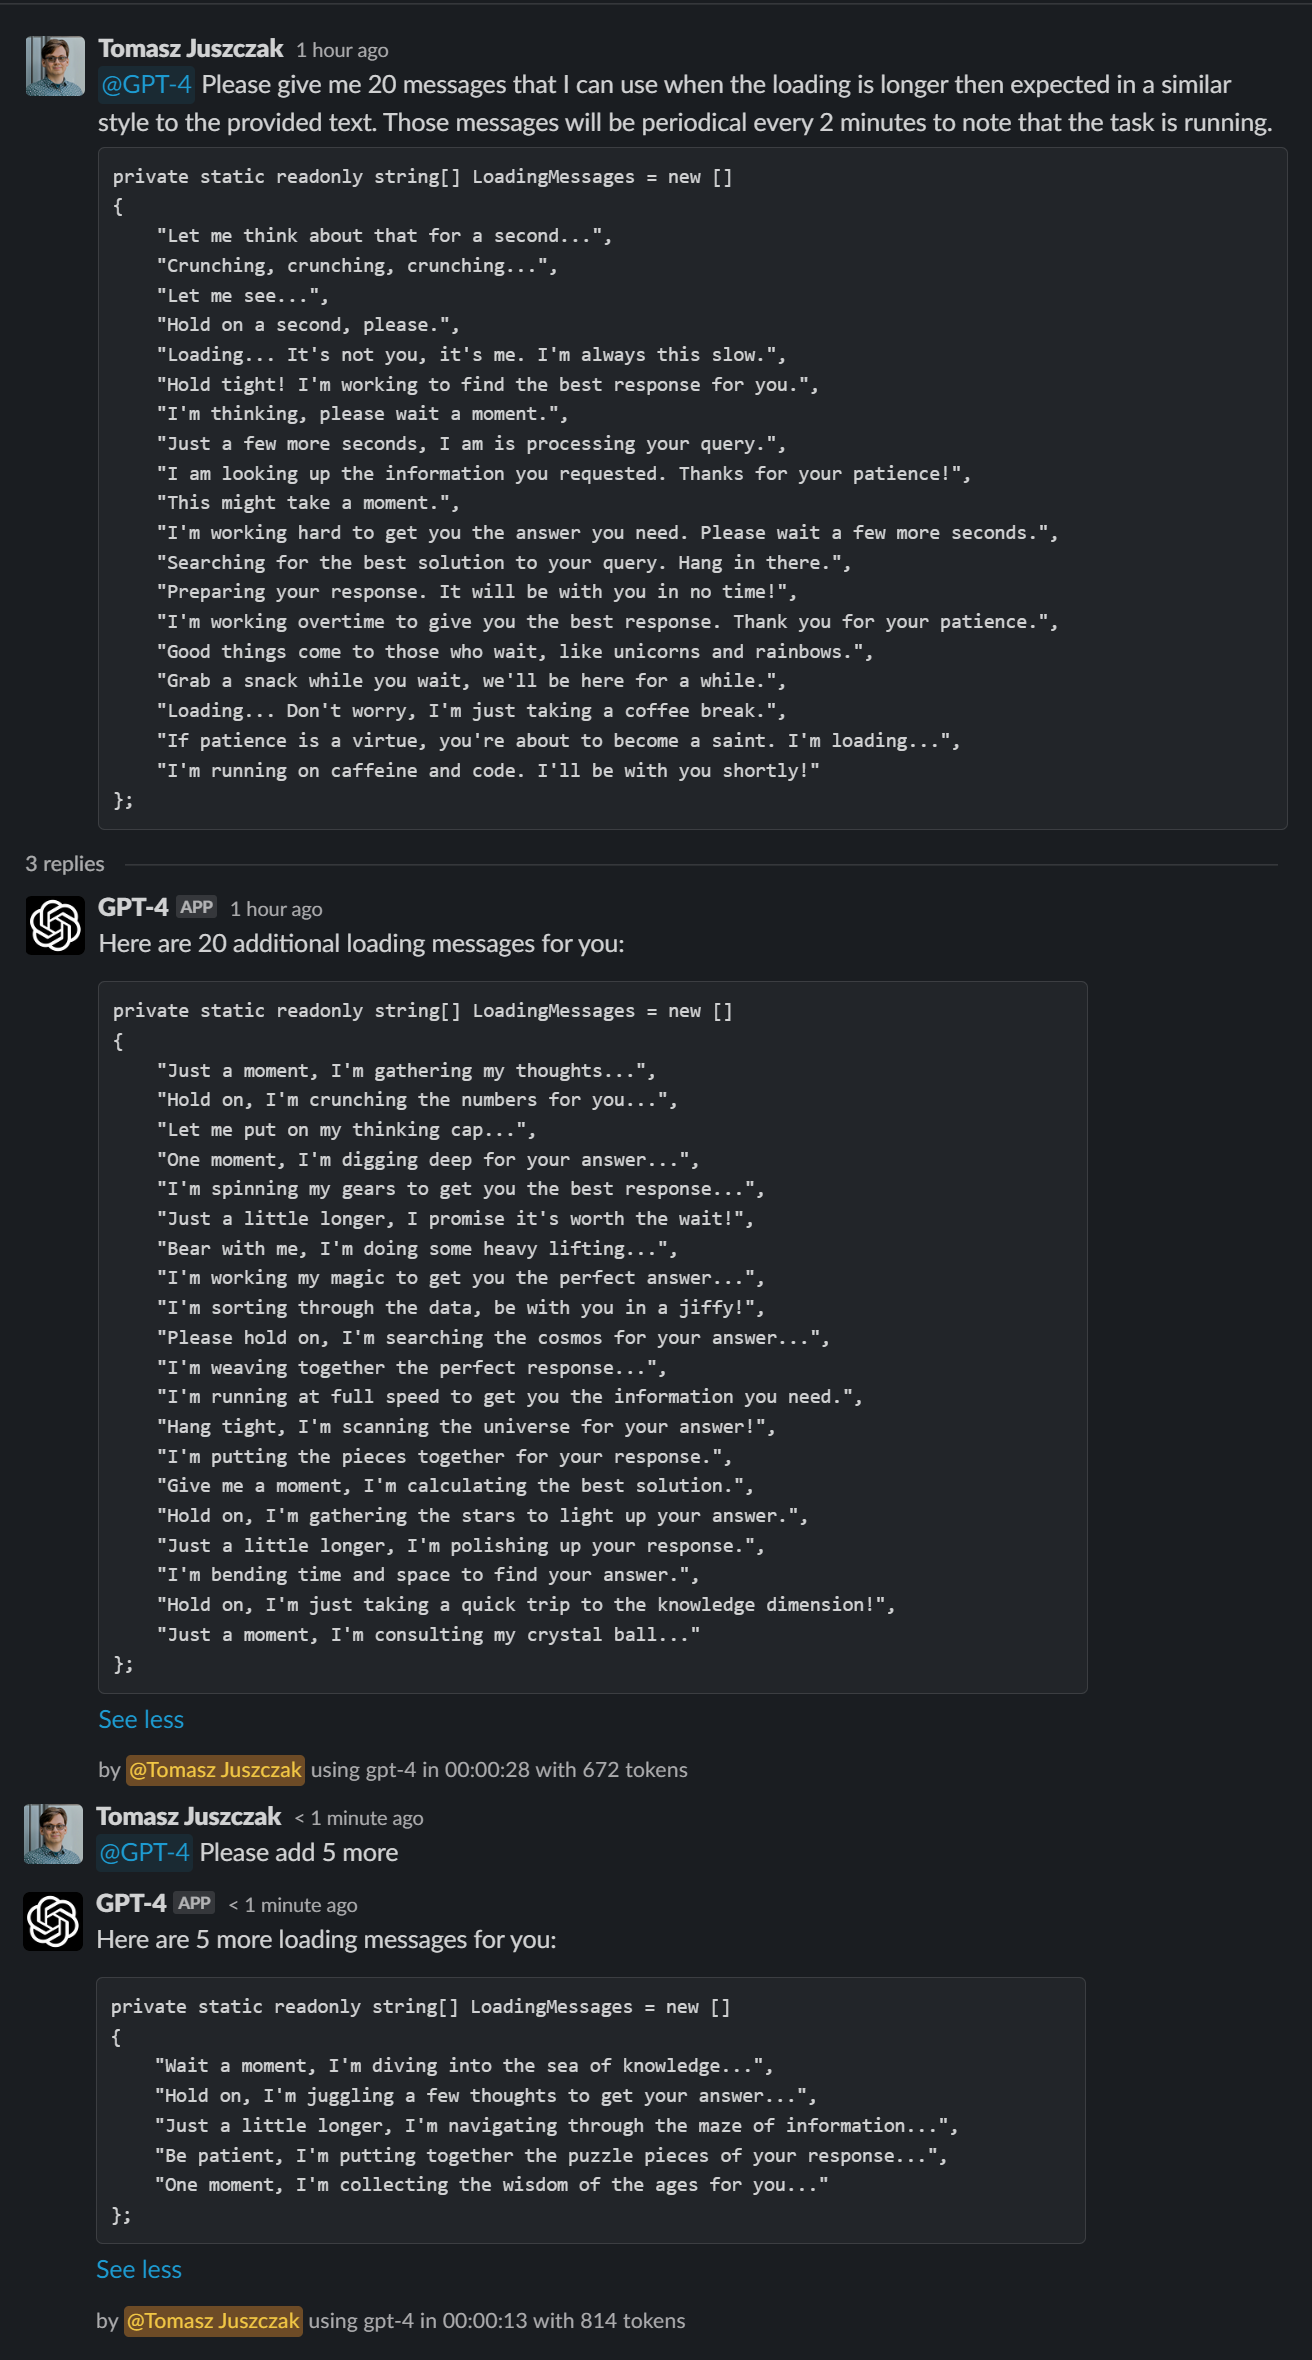 Tomasz Juszczak 1 hour ago
@GPT-4 Please give me 20 messages that I can use when the loading is longer then expected in a similar
style to the provided text. Those messages will be periodical every 2 minutes to note that the task is running.
private static readonly string[] LoadingMessages = new []
{
"Let me think about that for a second...",
"Crunching, crunching, crunching...",
"Let me see...",
"Hold on a second, please.",
"Loading... It's not you, it's me. I'm always this slow.",
"Hold tight! I'm working to find the best response for you.",
"I'm thinking, please wait a moment.",
"Just a few more seconds, I am is processing your query.",
"I am looking up the information you requested. Thanks for your patience!",
"This might take a moment.",
"I'm working hard to get you the answer you need. Please wait a few more seconds.",
"Searching for the best solution to your query. Hang in there.",
"Preparing your response. It will be with you in no time!",
"I'm working overtime to give you the best response. Thank you for your patience.",
"Good things come to those who wait, like unicorns and rainbows.",
"Grab a snack while you wait, we'll be here for a while.",
"Loading... Don't worry, I'm just taking a coffee break.",
"If patience is a virtue, you're about to become a saint. I'm loading...",
"I'm running on caffeine and code. I'll be with you shortly!"
};
3 replies
GPT-4 APP 1 hour ago
Here are 20 additional loading messages for you:
private static readonly string[] LoadingMessages = new []
{
"Just a moment, I'm gathering my thoughts...",
"Hold on, I'm crunching the numbers for you...",
"Let me put on my thinking cap...",
"One moment, I'm digging deep for your answer...",
"I'm spinning my gears to get you the best response...",
"Just a little longer, I promise it's worth the wait!",
"Bear with me, I'm doing some heavy lifting...",
"I'm working my magic to get you the perfect answer...",
"I'm sorting through the data, be with you in a jiffy!",
"Please hold on, I'm searching the cosmos for your answer...",
"I'm weaving together the perfect response...",
"I'm running at full speed to get you the information you need.",
"Hang tight, I'm scanning the universe for your answer!",
"I'm putting the pieces together for your response.",
"Give me a moment, I'm calculating the best solution.",
"Hold on, I'm gathering the stars to light up your answer.",
"Just a little longer, I'm polishing up your response.",
"I'm bending time and space to find your answer.",
"Hold on, I'm just taking a quick trip to the knowledge dimension!",
"Just a moment, I'm consulting my crystal ball..."
};
See less
by @Tomasz Juszczak using gpt-4 in 00:00:28 with 672 tokens
Tomasz Juszczak < 1 minute ago
@GPT-4 Please add 5 more
GPT-4 APP < 1 minute ago
Here are 5 more loading messages for you:
private static readonly string[] LoadingMessages = new []
{
"Wait a moment, I'm diving into the sea of knowledge...",
"Hold on, I'm juggling a few thoughts to get your answer...",
"Just a little longer, I'm navigating through the maze of information...",
"Be patient, I'm putting together the puzzle pieces of your response...",
"One moment, I'm collecting the wisdom of the ages for you..."
};
See less
by @Tomasz Juszczak using gpt-4 in 00:00:13 with 814 tokens